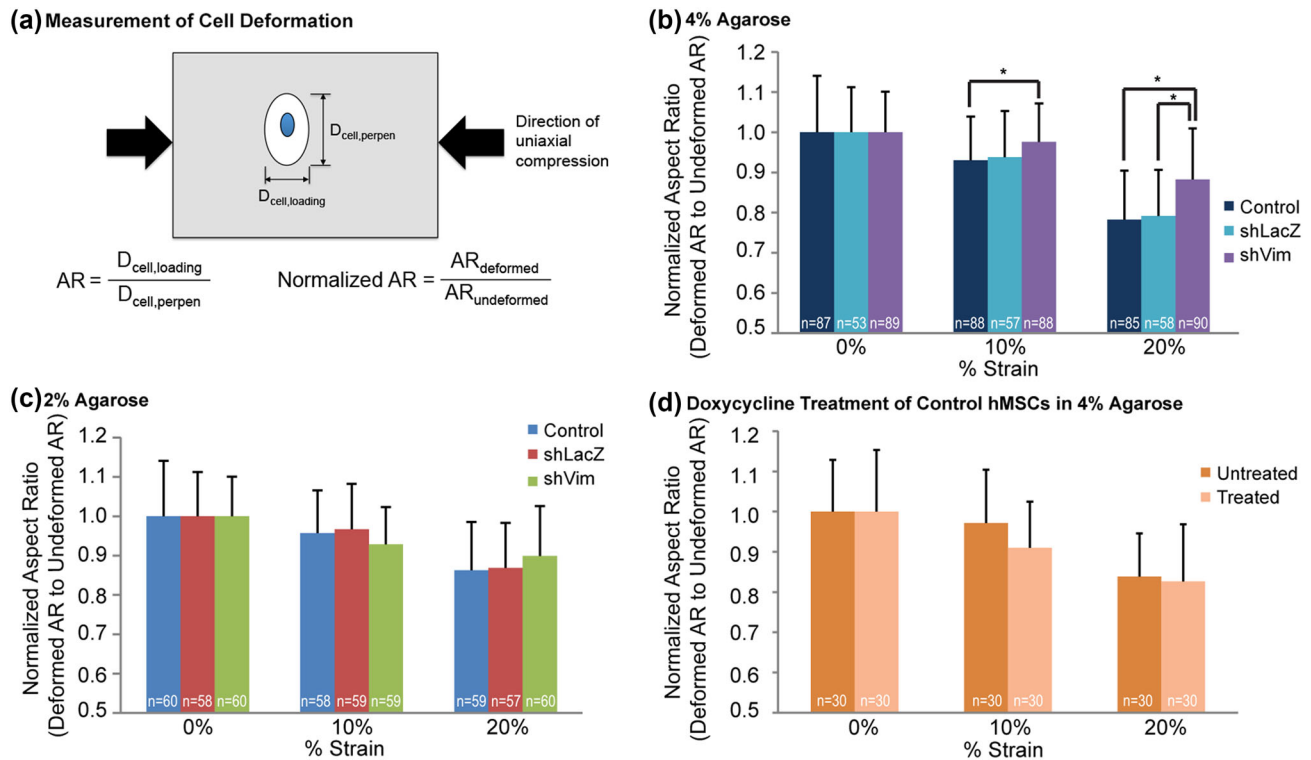 (a) Measurement of Cell Deformation
D_cell,perpen
D_cell,loading
Direction of
uniaxial
compression
AR = D_cell,loading / D_cell,perpen
Normalized AR = AR_deformed / AR_undeformed
(b) 4% Agarose
Normalized Aspect Ratio
(Deformed AR to Undeformed AR)
1.2
1.1
1.0
0.9
0.8
0.7
0.6
0.5
*
*
*
Control
shLacZ
shVim
n=87 n=53 n=89
n=88 n=57 n=88
n=85 n=58 n=90
0% 10% 20%
% Strain
(c) 2% Agarose
Normalized Aspect Ratio
(Deformed AR to Undeformed AR)
1.2
1.1
1.0
0.9
0.8
0.7
0.6
0.5
Control
shLacZ
shVim
n=60 n=58 n=60
n=58 n=59 n=59
n=59 n=57 n=60
0% 10% 20%
% Strain
(d) Doxycycline Treatment of Control hMSCs in 4% Agarose
Normalized Aspect Ratio
(Deformed AR to Undeformed AR)
1.2
1.1
1.0
0.9
0.8
0.7
0.6
0.5
Untreated
Treated
n=30 n=30
n=30 n=30
n=30 n=30
0% 10% 20%
% Strain